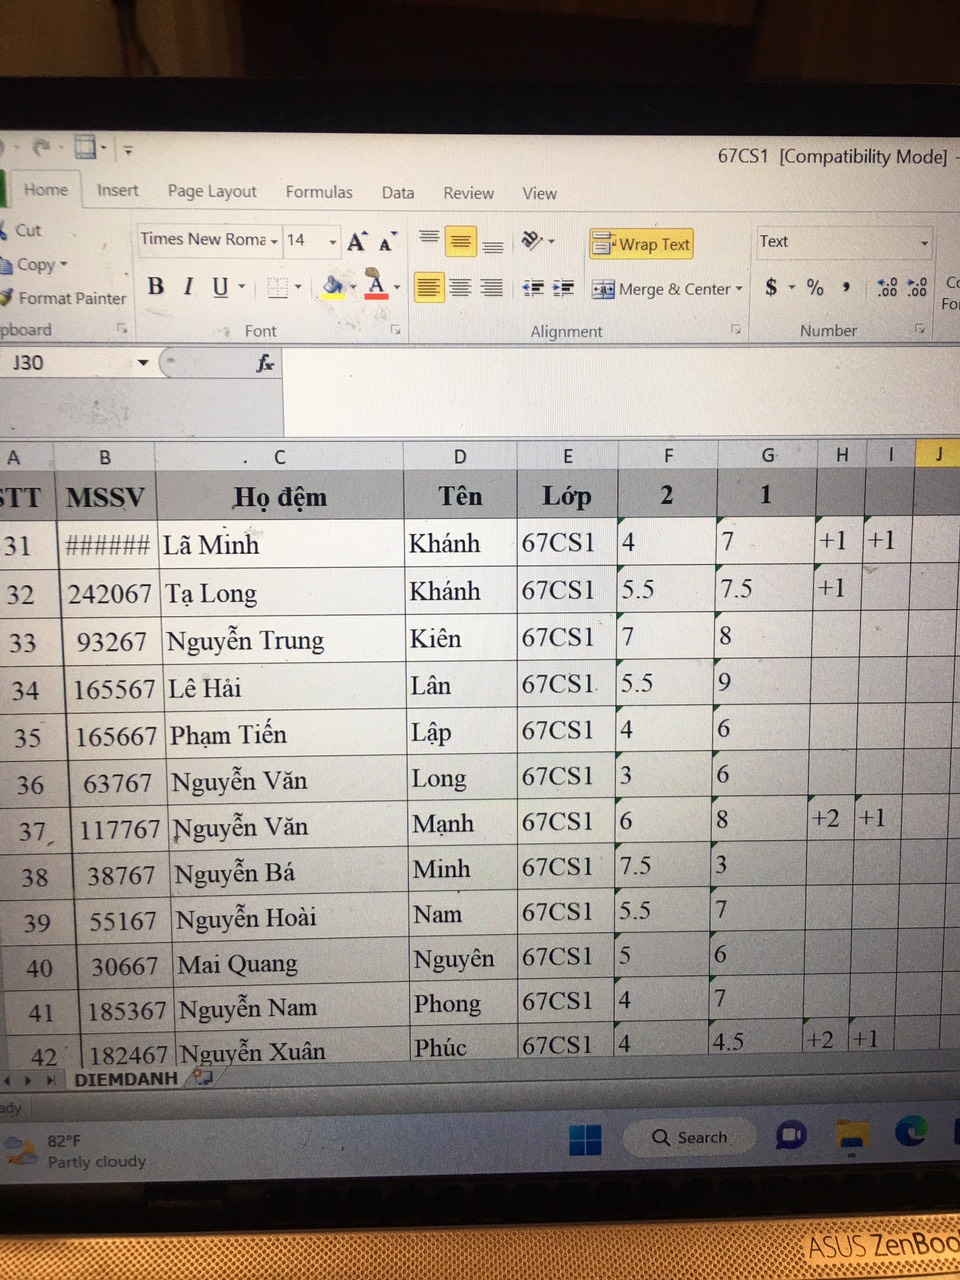 67CS1 [Compatibility Mode] -
Home Insert Page Layout Formulas Data Review View
Cut
Copy
Format Painter
Times New Roma 14
A A
B I U A
Wrap Text
Merge & Center
Text
$ % ,
Font Alignment Number
J30 fx
A B C D E F G H I J
STT MSSV Họ đệm Tên Lớp 2 1
31 ###### Lã Minh Khánh 67CS1 4 7 +1 +1
32 242067 Tạ Long Khánh 67CS1 5.5 7.5 +1
33 93267 Nguyễn Trung Kiên 67CS1 7 8
34 165567 Lê Hải Lân 67CS1 5.5 9
35 165667 Phạm Tiến Lập 67CS1 4 6
36 63767 Nguyễn Văn Long 67CS1 3 6
37 117767 Nguyễn Văn Mạnh 67CS1 6 8 +2 +1
38 38767 Nguyễn Bá Minh 67CS1 7.5 3
39 55167 Nguyễn Hoài Nam 67CS1 5.5 7
40 30667 Mai Quang Nguyên 67CS1 5 6
41 185367 Nguyễn Nam Phong 67CS1 4 7
42 182467 Nguyễn Xuân Phúc 67CS1 4 4.5 +2 +1
DIEMDANH
82°F
Partly cloudy
Search
ASUS ZenBoo